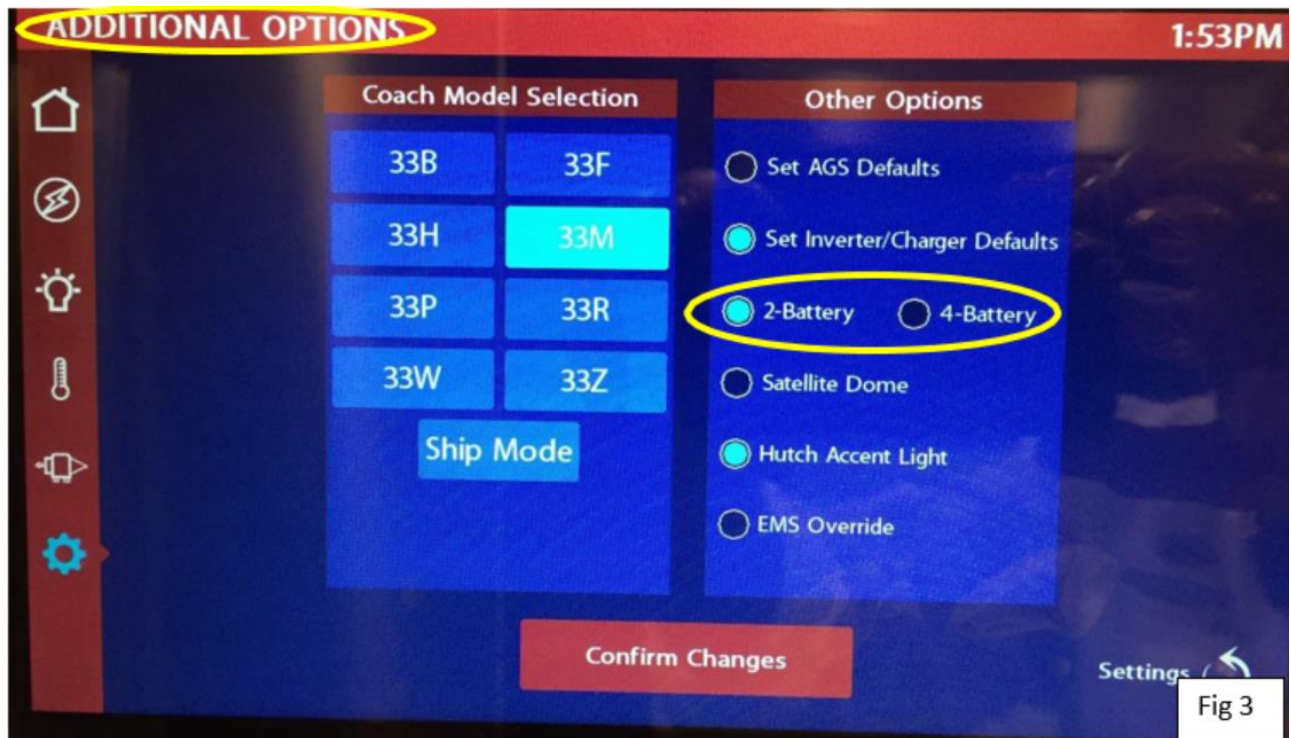 ADDITIONAL OPTIONS
1:53PM
Coach Model Selection
33B
33F
33H
33M
33P
33R
33W
33Z
Ship Mode
Other Options
Set AGS Defaults
Set Inverter/Charger Defaults
2-Battery
4-Battery
Satellite Dome
Hutch Accent Light
EMS Override
Confirm Changes
Settings
Fig 3